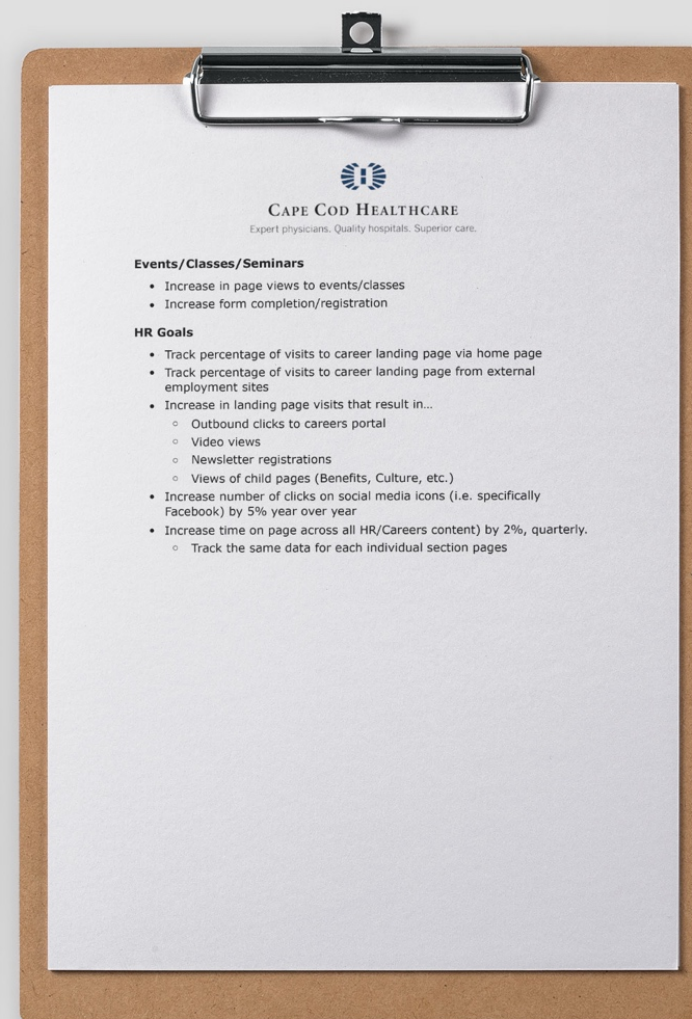 CAPE COD HEALTHCARE
Expert physicians. Quality hospitals. Superior care.
Events/Classes/Seminars
• Increase in page views to events/classes
• Increase form completion/registration
HR Goals
• Track percentage of visits to career landing page via home page
• Track percentage of visits to career landing page from external
employment sites
• Increase in landing page visits that result in...
○ Outbound clicks to careers portal
○ Video views
○ Newsletter registrations
○ Views of child pages (Benefits, Culture, etc.)
• Increase number of clicks on social media icons (i.e. specifically
Facebook) by 5% year over year
• Increase time on page across all HR/Careers content) by 2%, quarterly.
○ Track the same data for each individual section pages